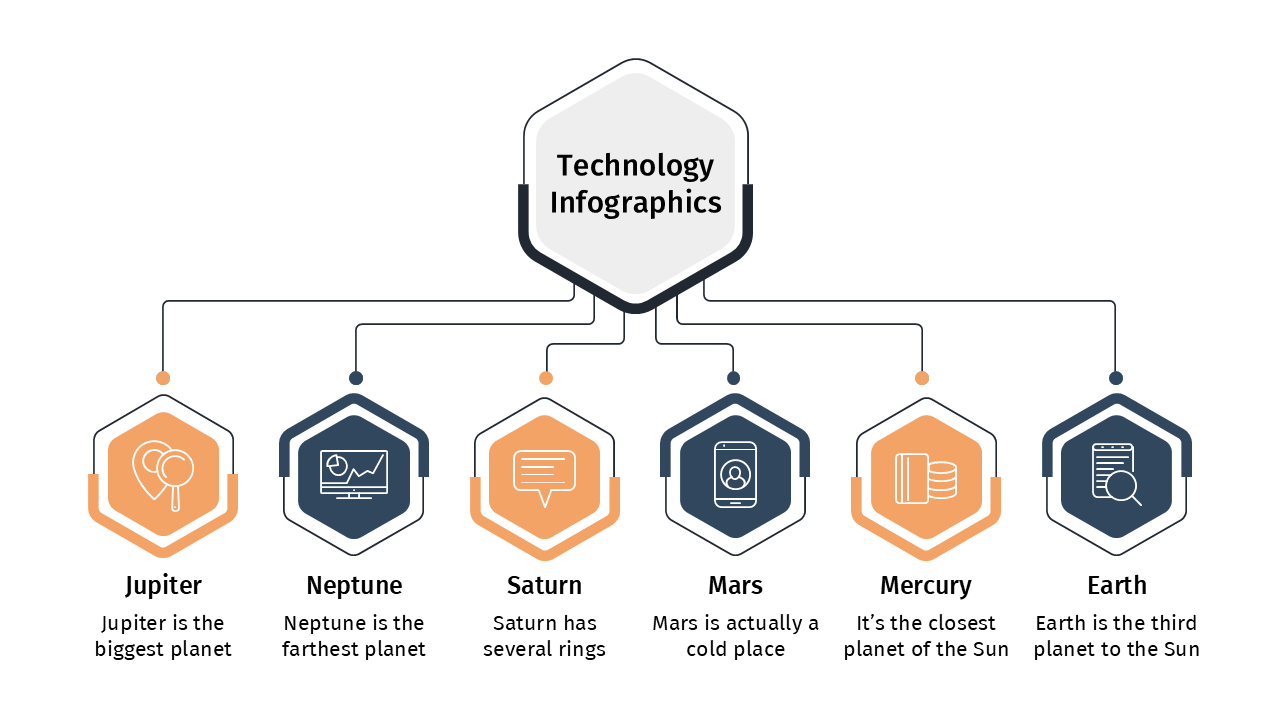 Technology
Infographics
Jupiter
Jupiter is the
biggest planet
Neptune
Neptune is the
farthest planet
Saturn
Saturn has
several rings
Mars
Mars is actually a
cold place
Mercury
It’s the closest
planet of the Sun
Earth
Earth is the third
planet to the Sun